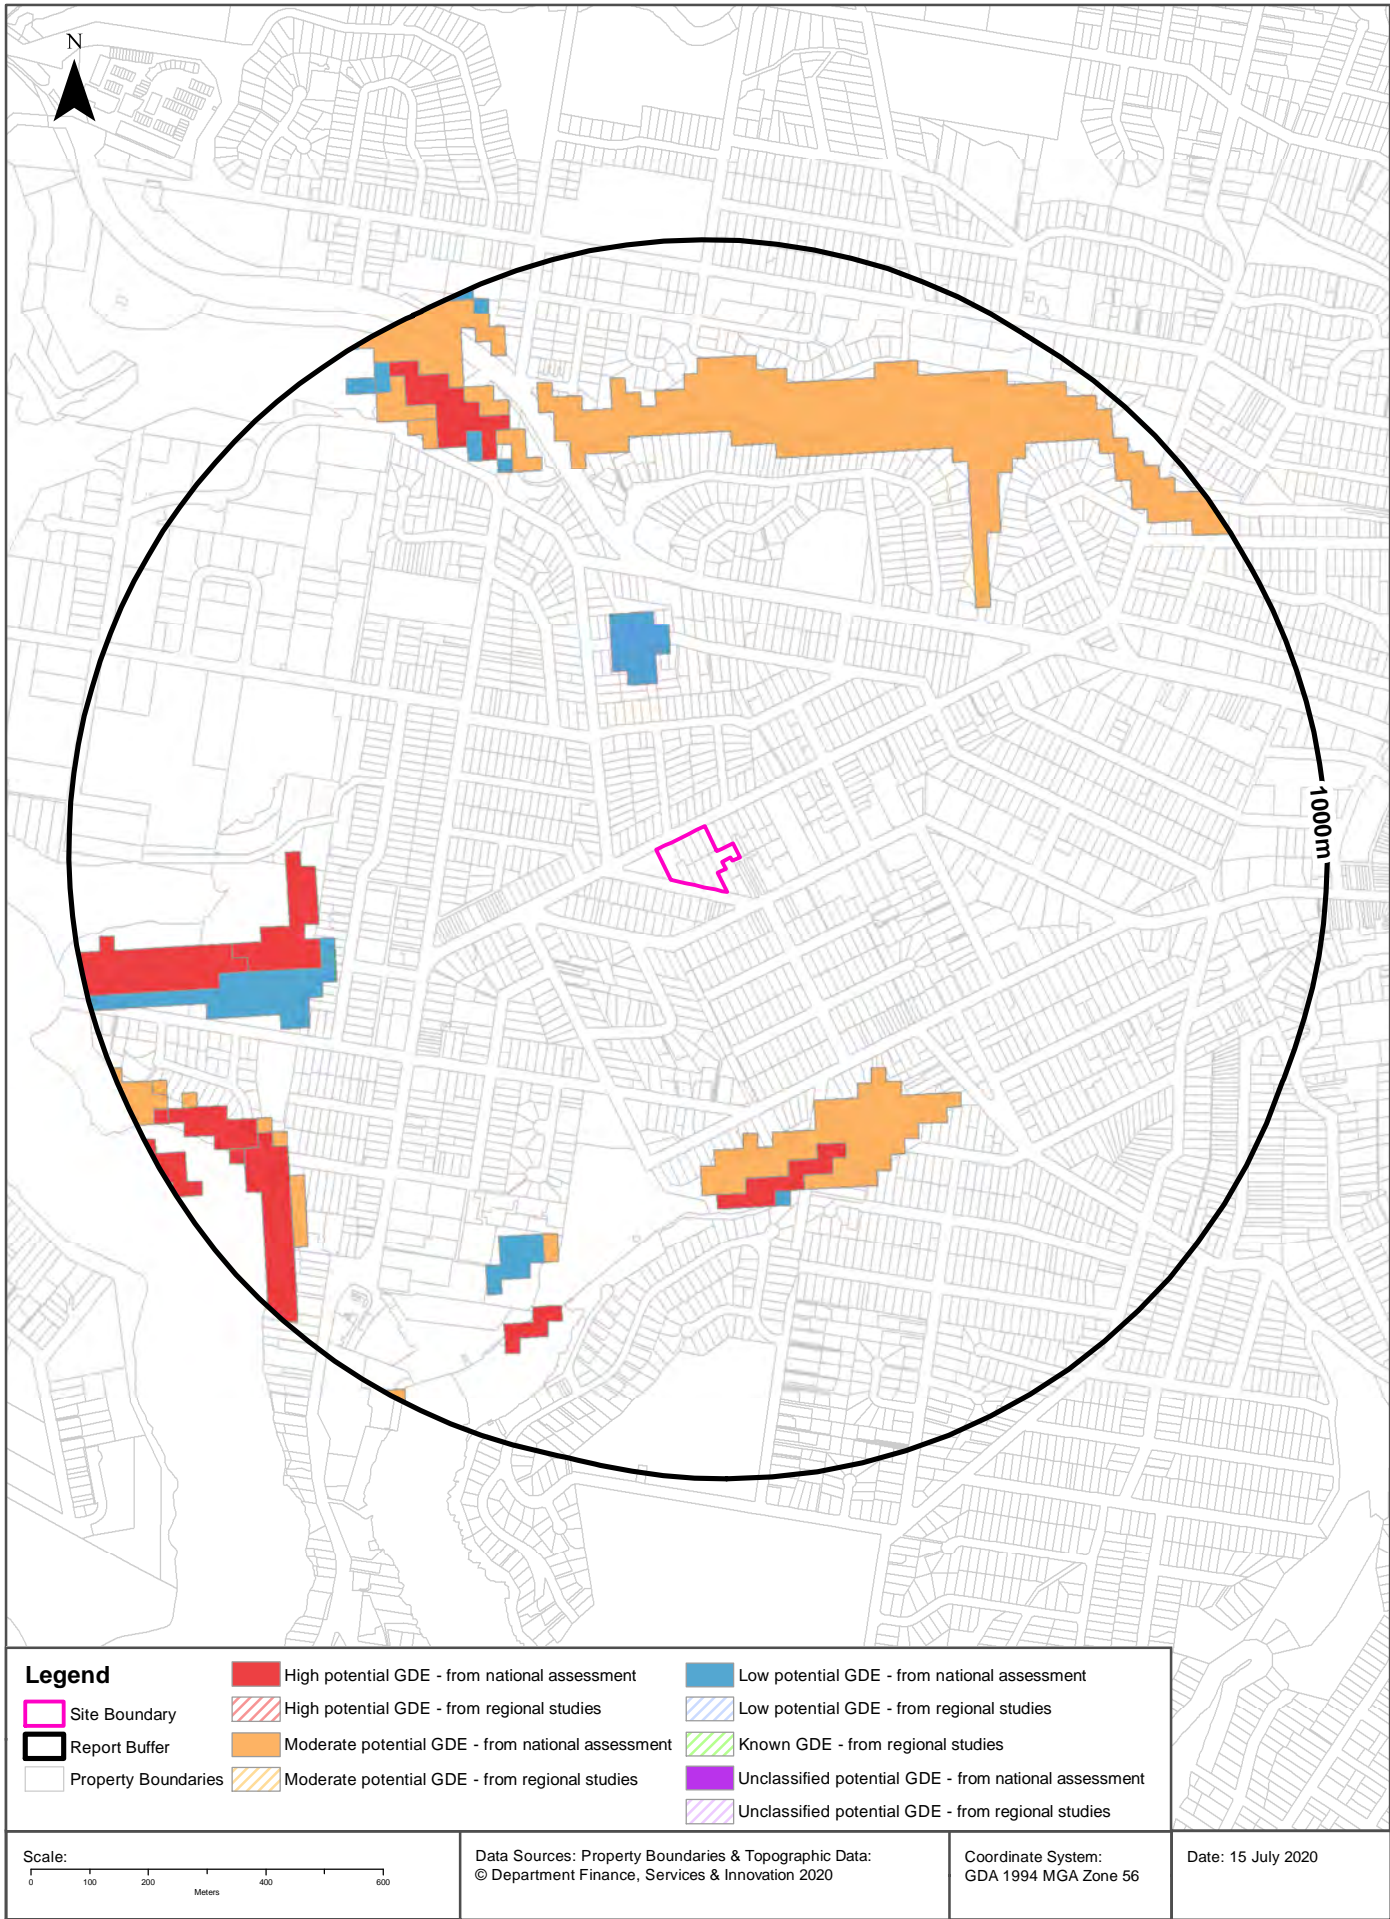 N
1000m
Legend
Site Boundary
Report Buffer
Property Boundaries
High potential GDE - from national assessment
High potential GDE - from regional studies
Moderate potential GDE - from national assessment
Moderate potential GDE - from regional studies
Low potential GDE - from national assessment
Low potential GDE - from regional studies
Known GDE - from regional studies
Unclassified potential GDE - from national assessment
Unclassified potential GDE - from regional studies
Scale:
0 100 200 400 600
Meters
Data Sources: Property Boundaries & Topographic Data:
© Department Finance, Services & Innovation 2020
Coordinate System:
GDA 1994 MGA Zone 56
Date: 15 July 2020